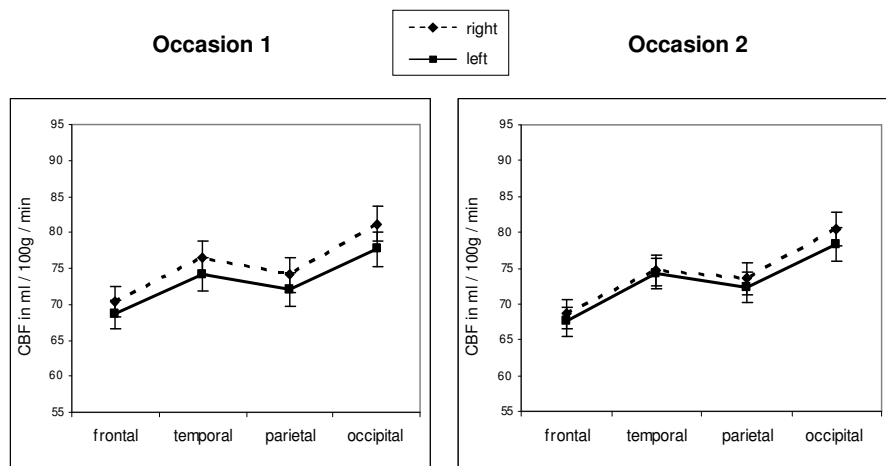 Occasion 1
right
left
Occasion 2
CBF in ml / 100g / min
95
90
85
80
75
70
65
60
55
frontal temporal parietal occipital
CBF in ml / 100g / min
95
90
85
80
75
70
65
60
55
frontal temporal parietal occipital